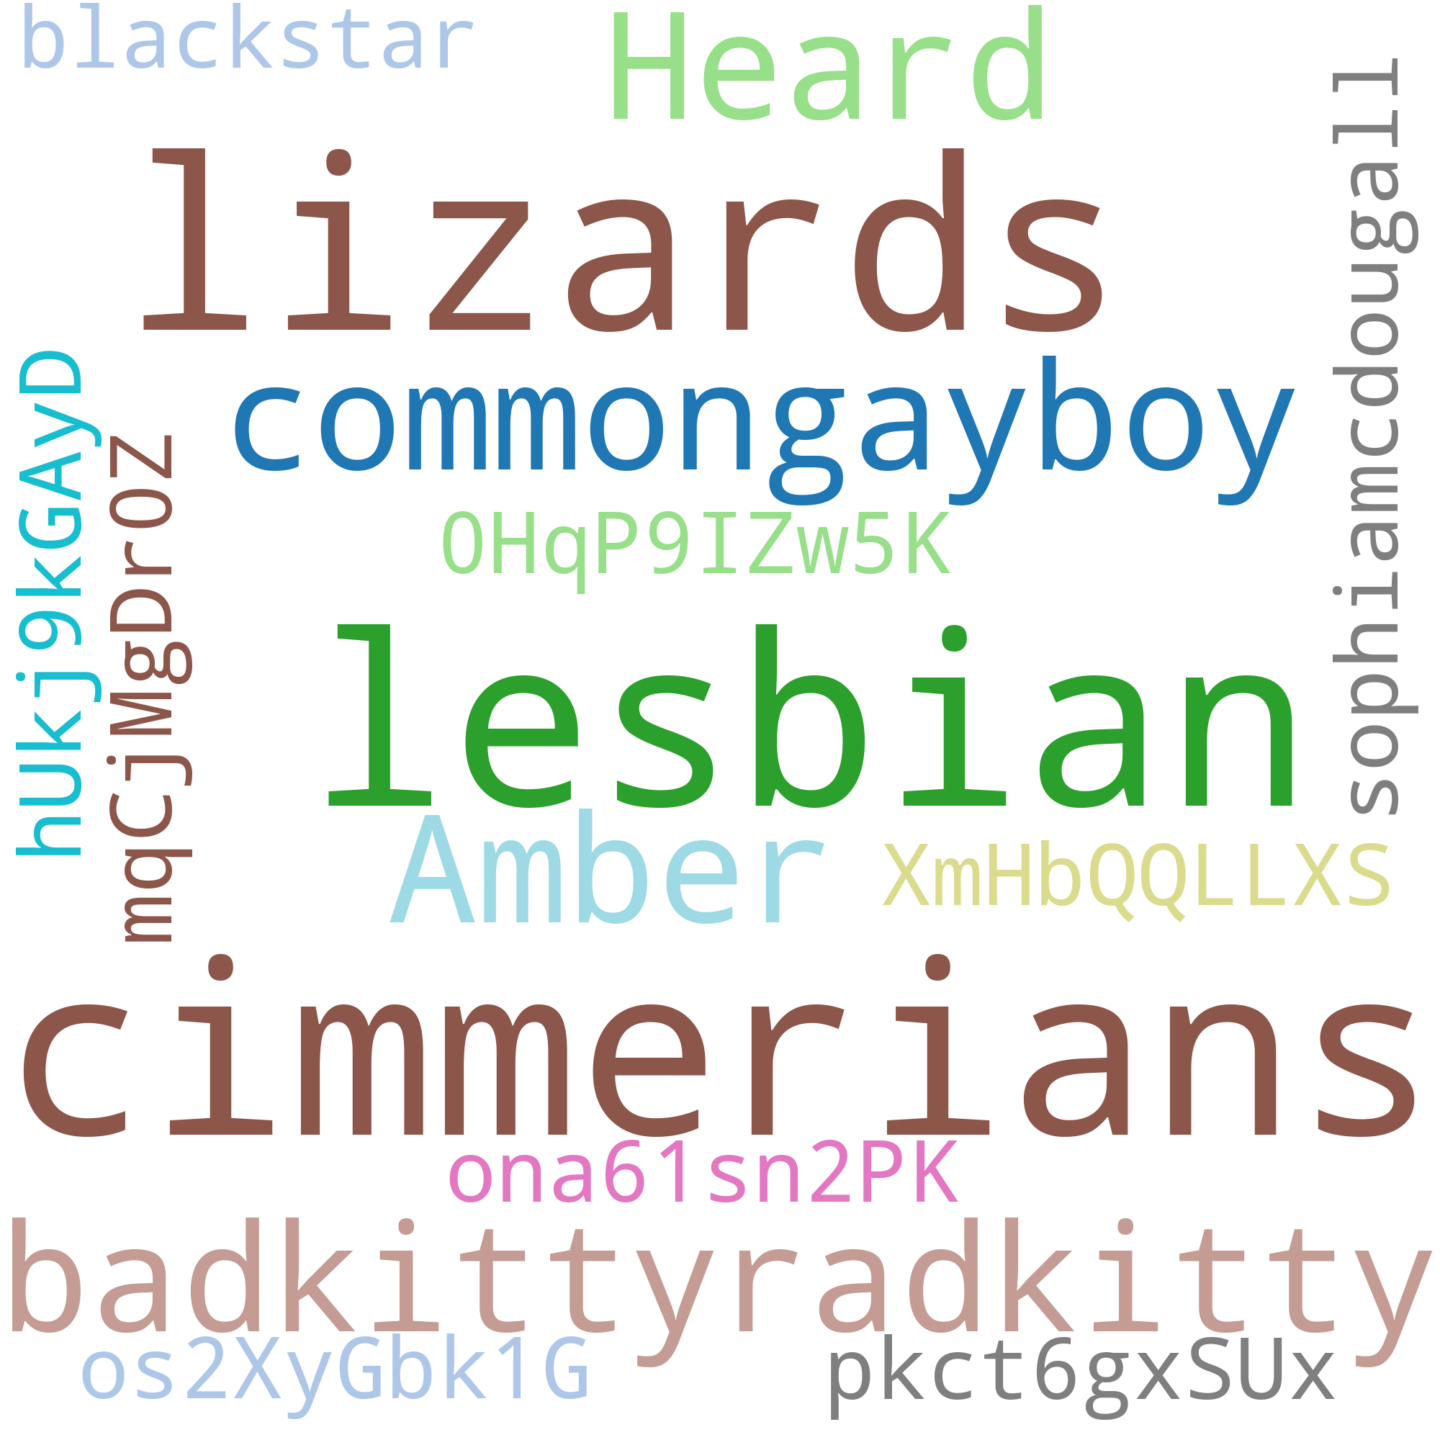 blackstar
Heard
sophiamcdougall
lizards
commongayboy
hUkj9kGAyD
mqCjMgDr0Z
0HqP9IZw5K
lesbian
Amber
XmHbQQLLXS
cimmerians
ona61sn2PK
badkittyradkitty
os2XyGbk1G
pkct6gxSUx